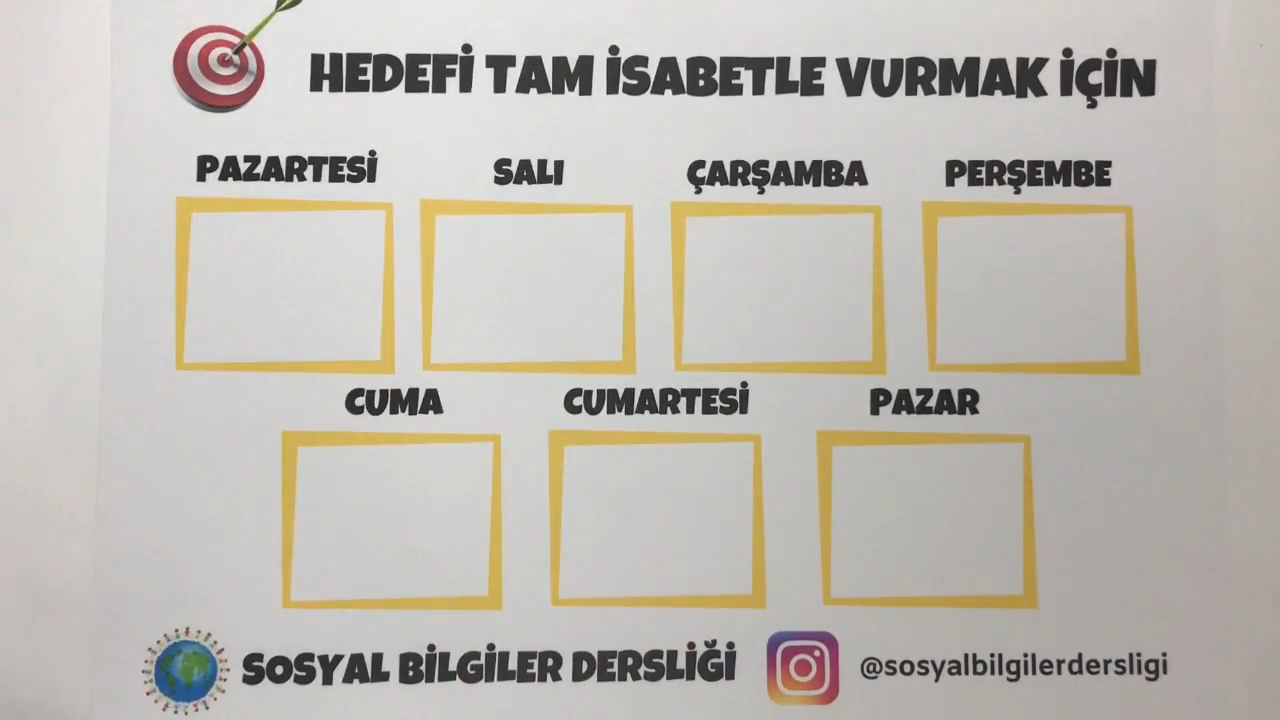 HEDEFİ TAM İSABETLE VURMAK İÇİN
PAZARTESİ SALI ÇARŞAMBA PERŞEMBE
CUMA CUMARTESİ PAZAR
SOSYAL BİLGİLER DERSLİĞİ @sosyalbilgilerdersligi